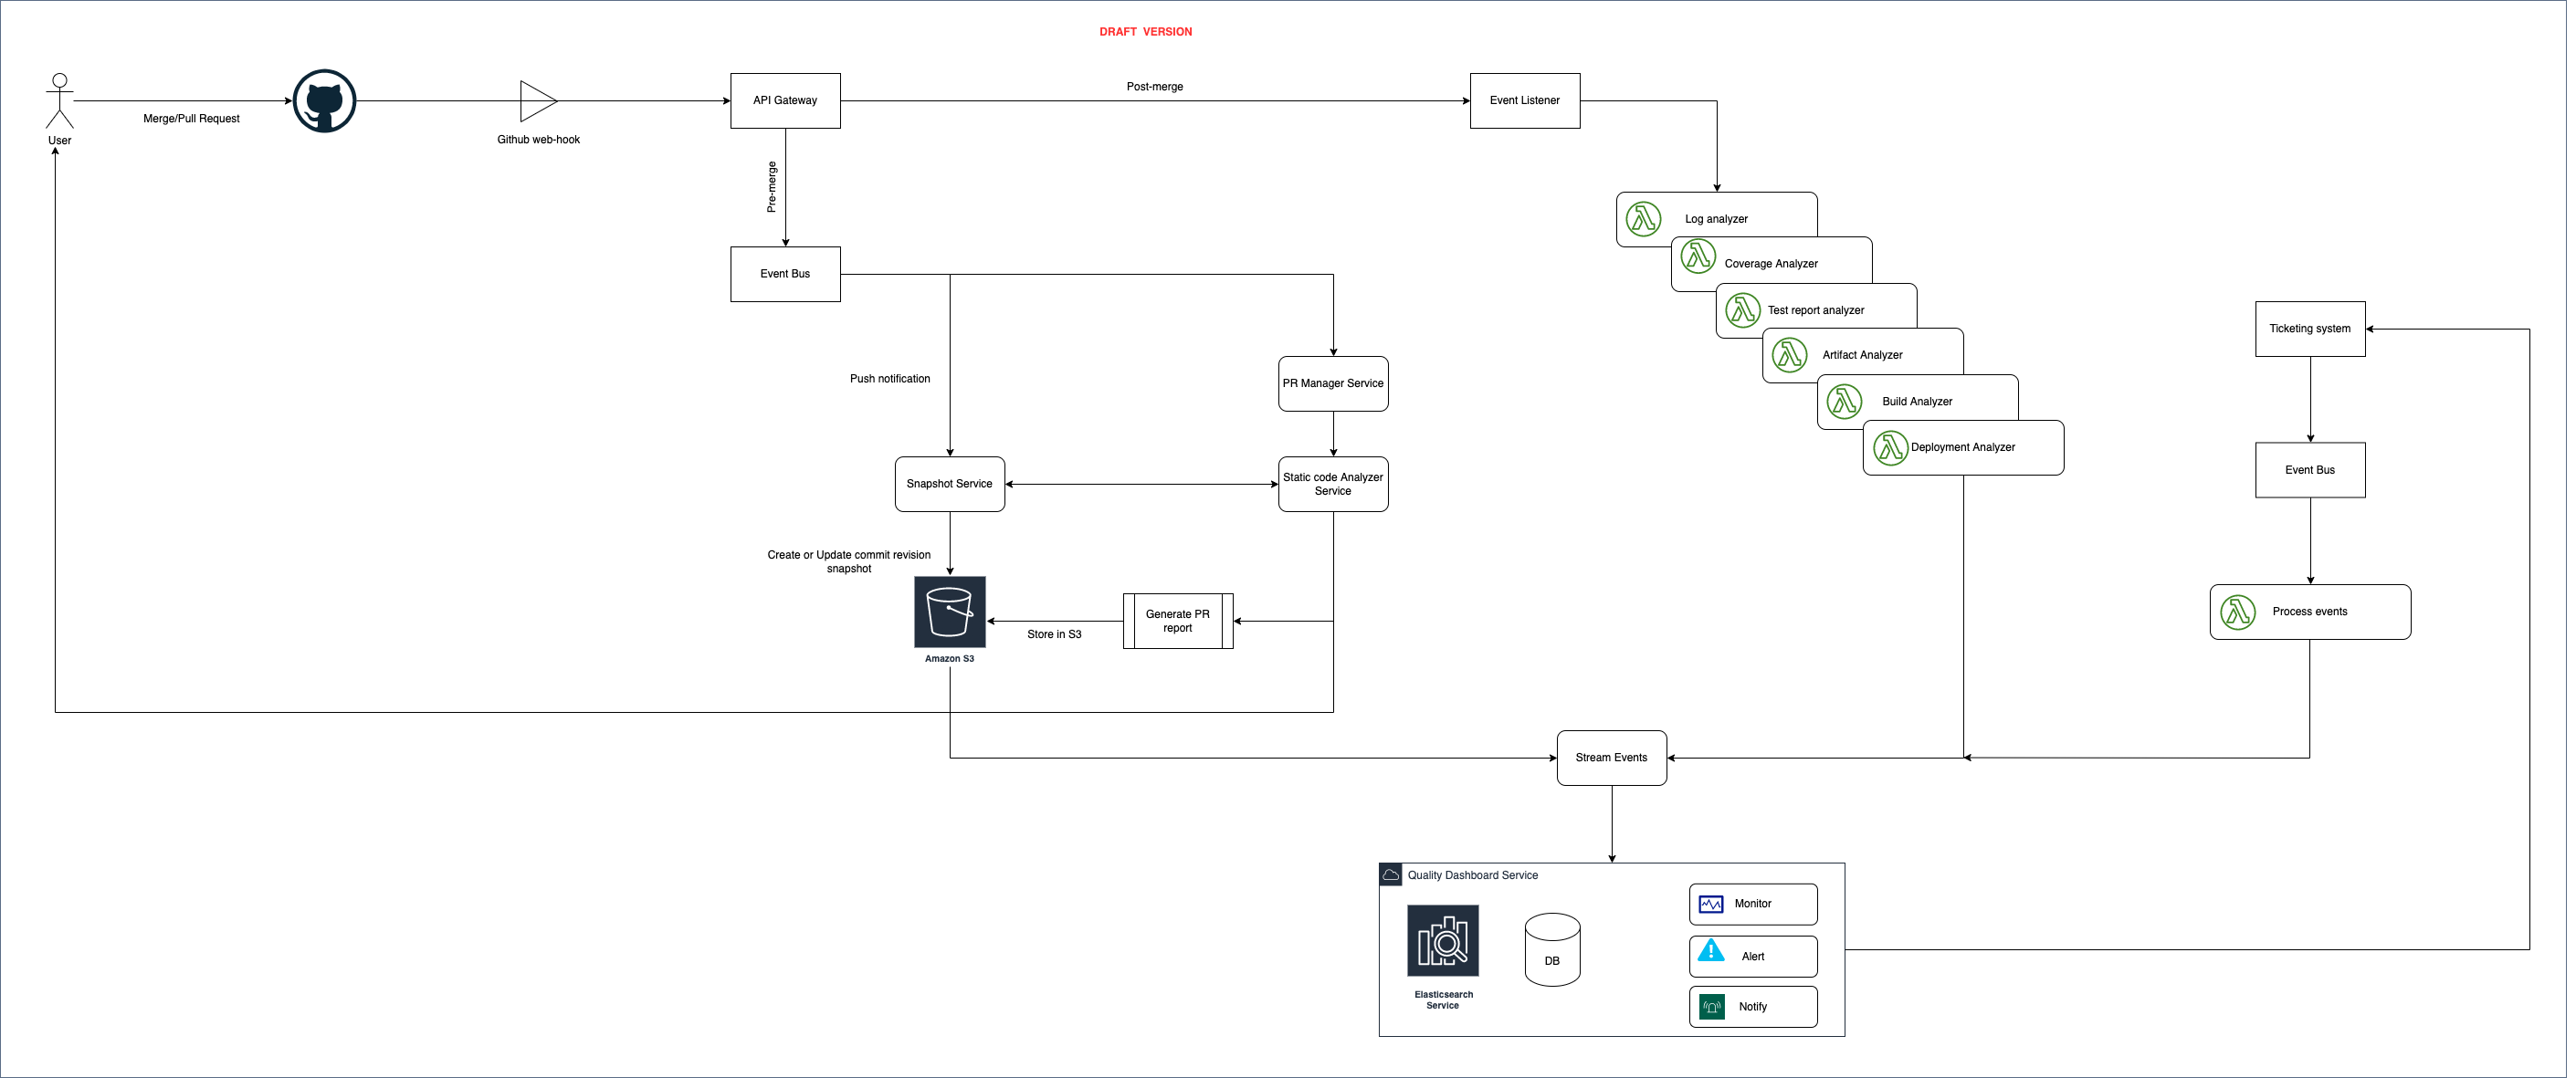 DRAFT  VERSION
User
Merge/Pull Request
Github web-hook
API Gateway
Post-merge
Event Listener
Pre-merge
Event Bus
Log analyzer
Coverage Analyzer
Test report analyzer
Artifact Analyzer
Build Analyzer
Deployment Analyzer
Ticketing system
Event Bus
Process events
Push notification
PR Manager Service
Snapshot Service
Static code Analyzer
Service
Create or Update commit revision
snapshot
Amazon S3
Store in S3
Generate PR
report
Stream Events
Quality Dashboard Service
Elasticsearch
Service
DB
Monitor
Alert
Notify